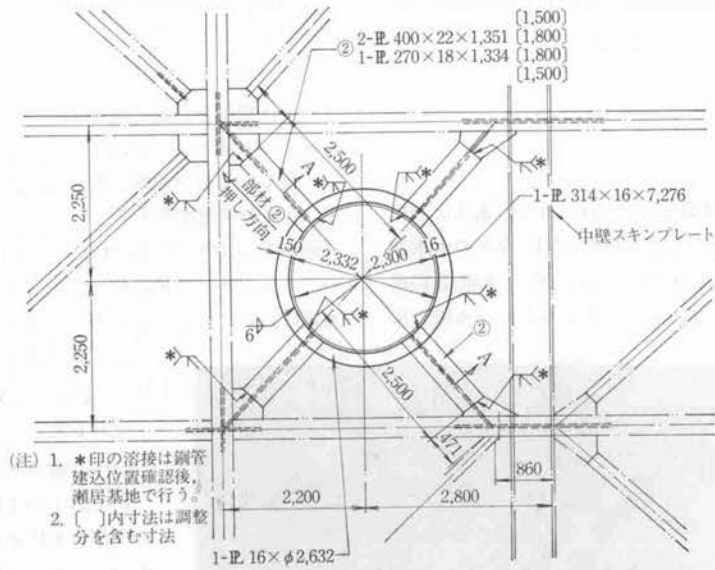 2-PL 400×22×1,351 [1,500] [1,800]
② 1-PL 270×18×1,334 [1,800] [1,500]
2,500
A
＊
部材②
押し方向
＊
＊
1-PL 314×16×7,276
中壁スキンプレート
2,250
150
2,332
2,300
16
＊
6
②
A
＊
＊
2,250
2,500
471
860
2,200
2,800
(注) 1. ＊印の溶接は鋼管
建込位置確認後,
瀬居基地で行う。
2. 〔 〕内寸法は調整
分を含む寸法
1-PL 16×φ2,632